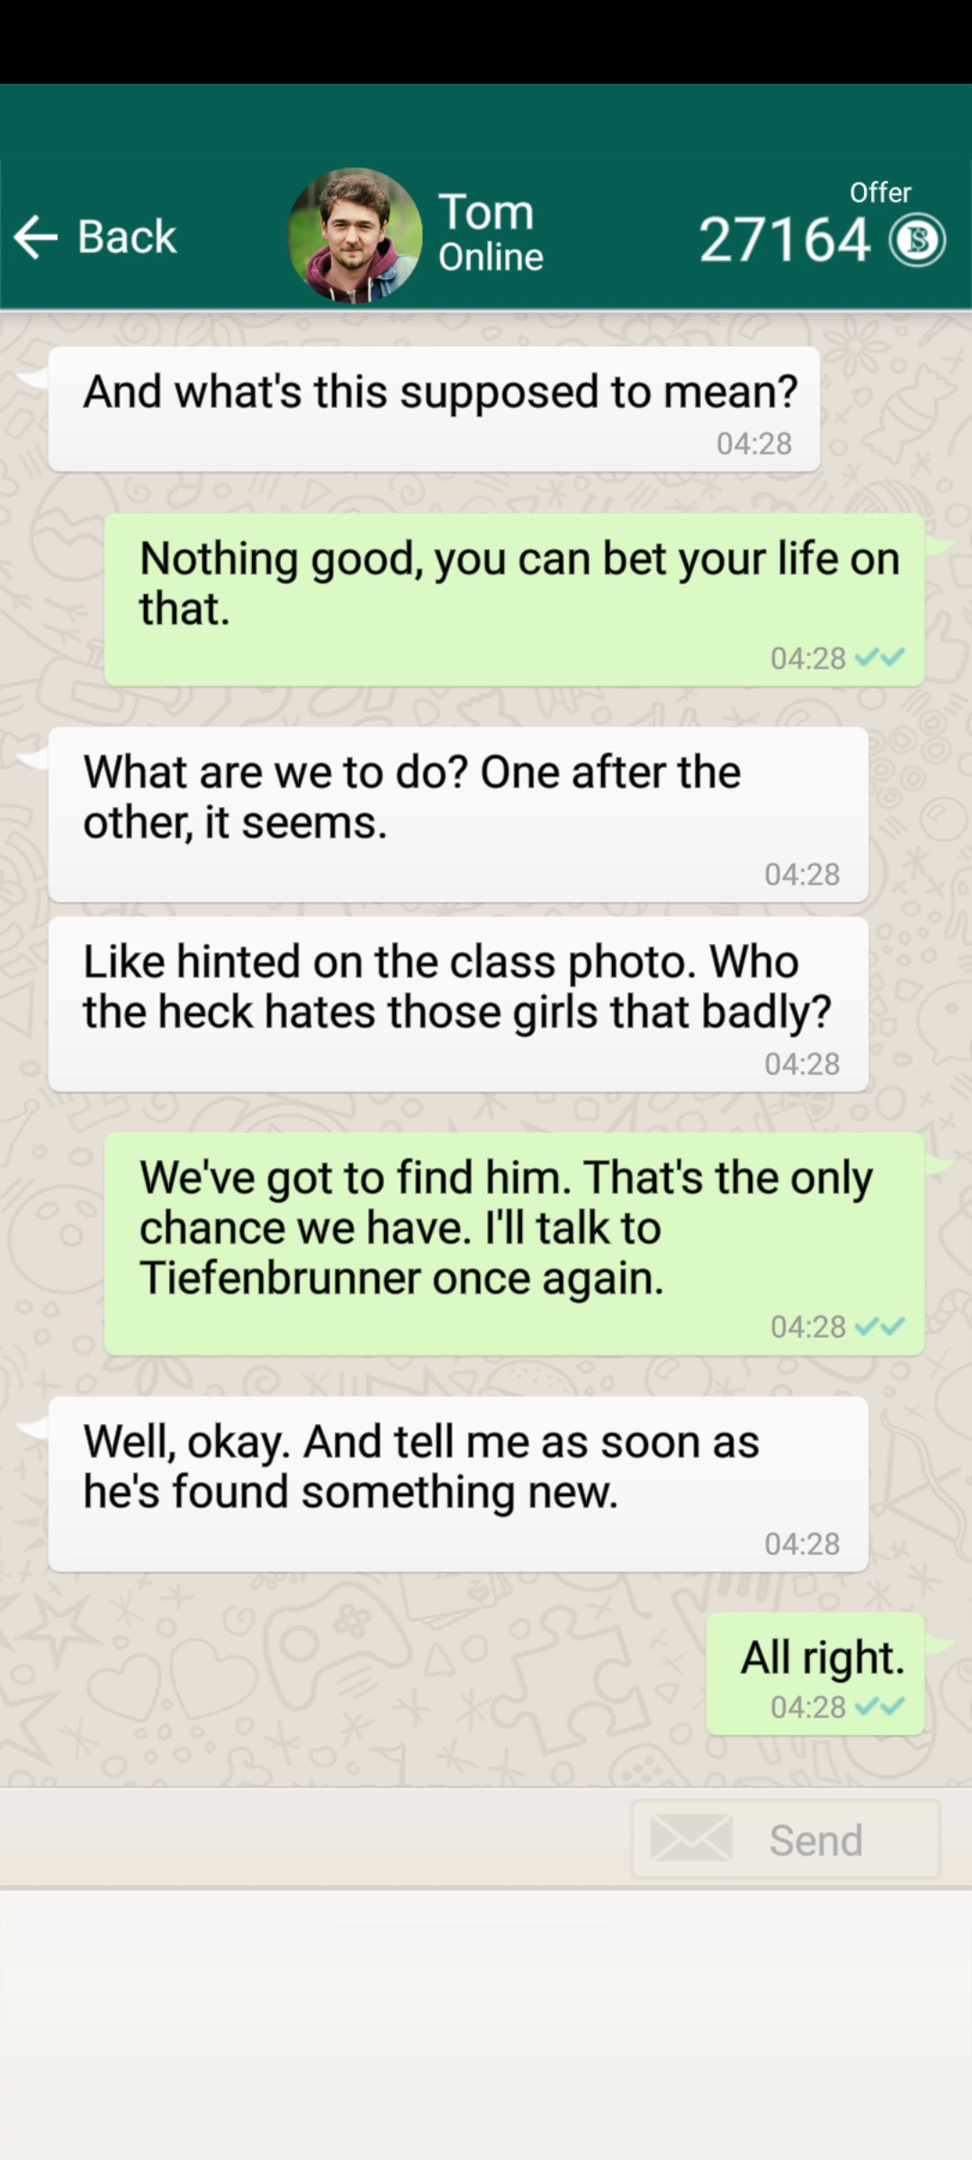 Offer
Back
Tom
27164
Online
And what's this supposed to mean?
04:28
Nothing good, you can bet your life on
that.
04:28
What are we to do? One after the
other, it seems.
04:28
Like hinted on the class photo. Who
the heck hates those girls that badly?
04:28
We've got to find him. That's the only
chance we have. I'll talk to
Tiefenbrunner once again.
04:28
Well, okay. And tell me as soon as
he's found something new.
04:28
All right.
04:28
Send